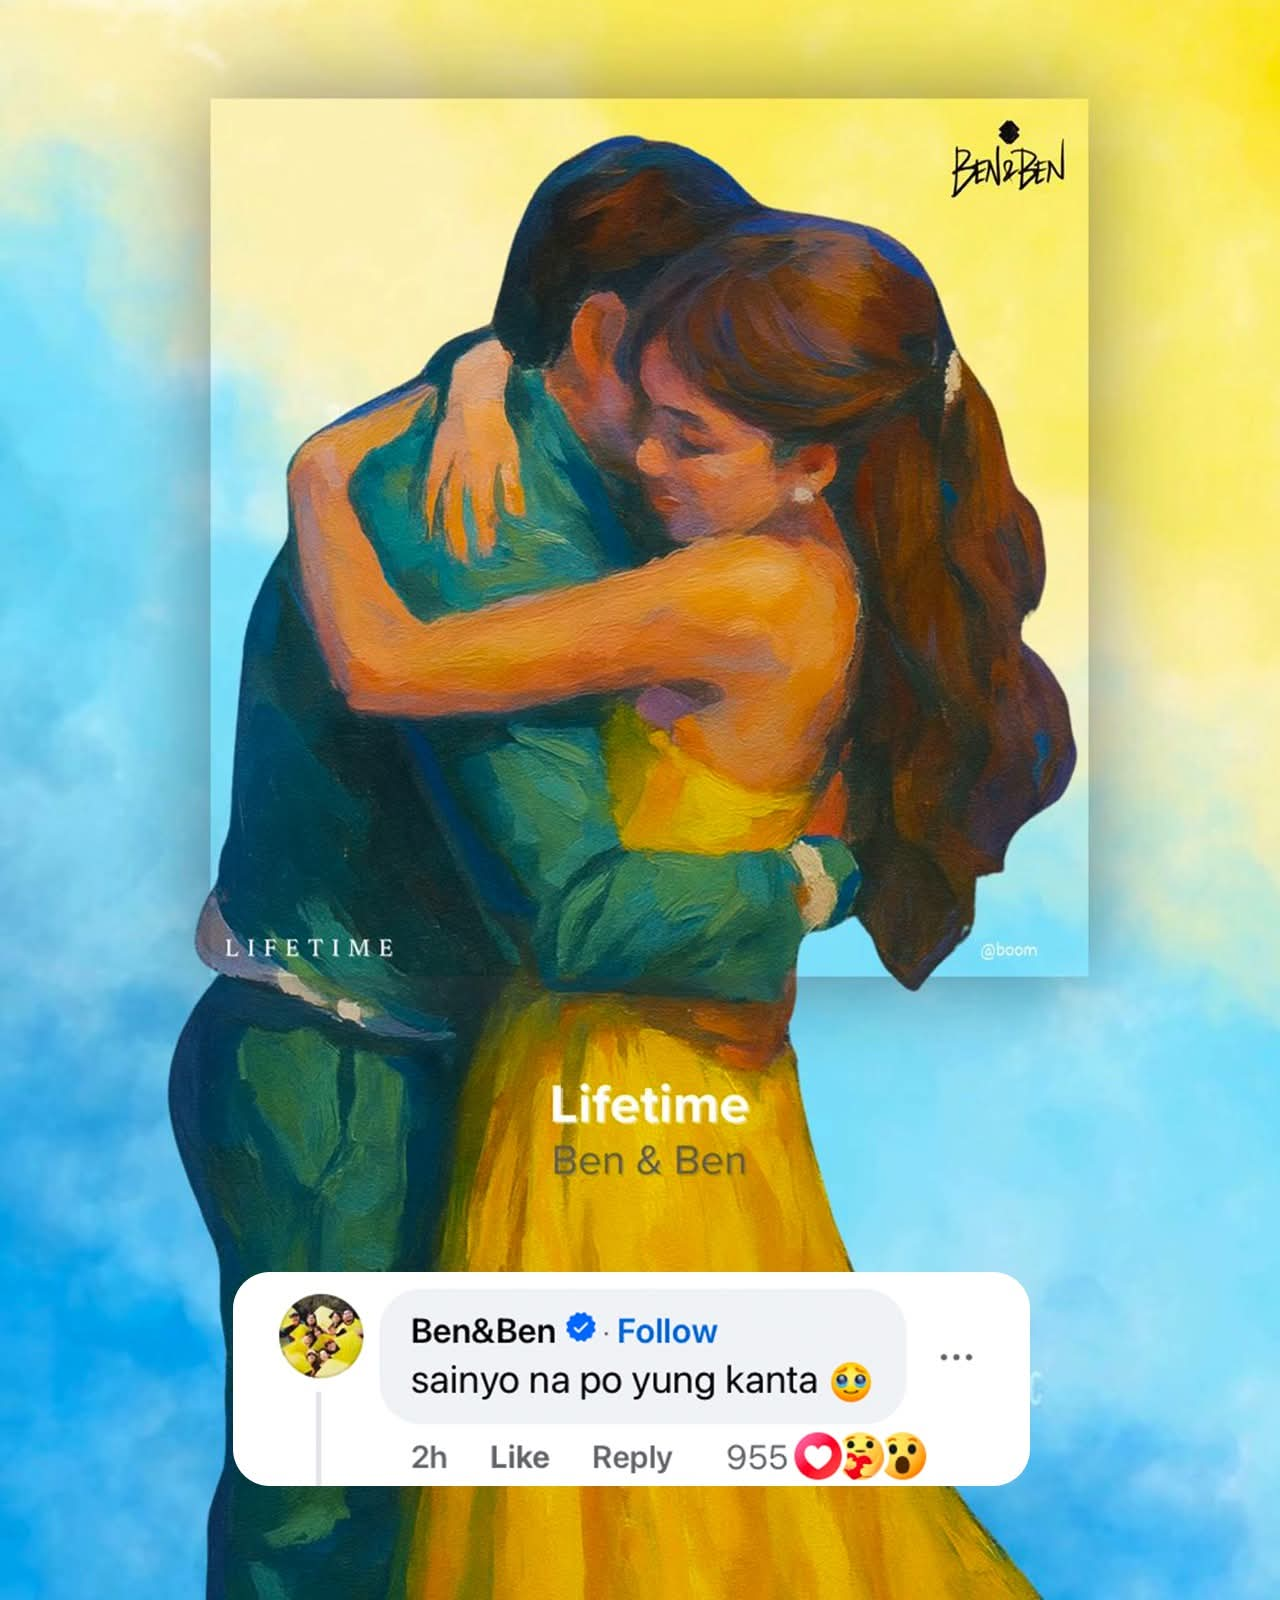 BEN&BEN
LIFETIME
@boom
Lifetime
Ben & Ben
Ben&Ben · Follow
sainyo na po yung kanta 🥹
2h Like Reply 955